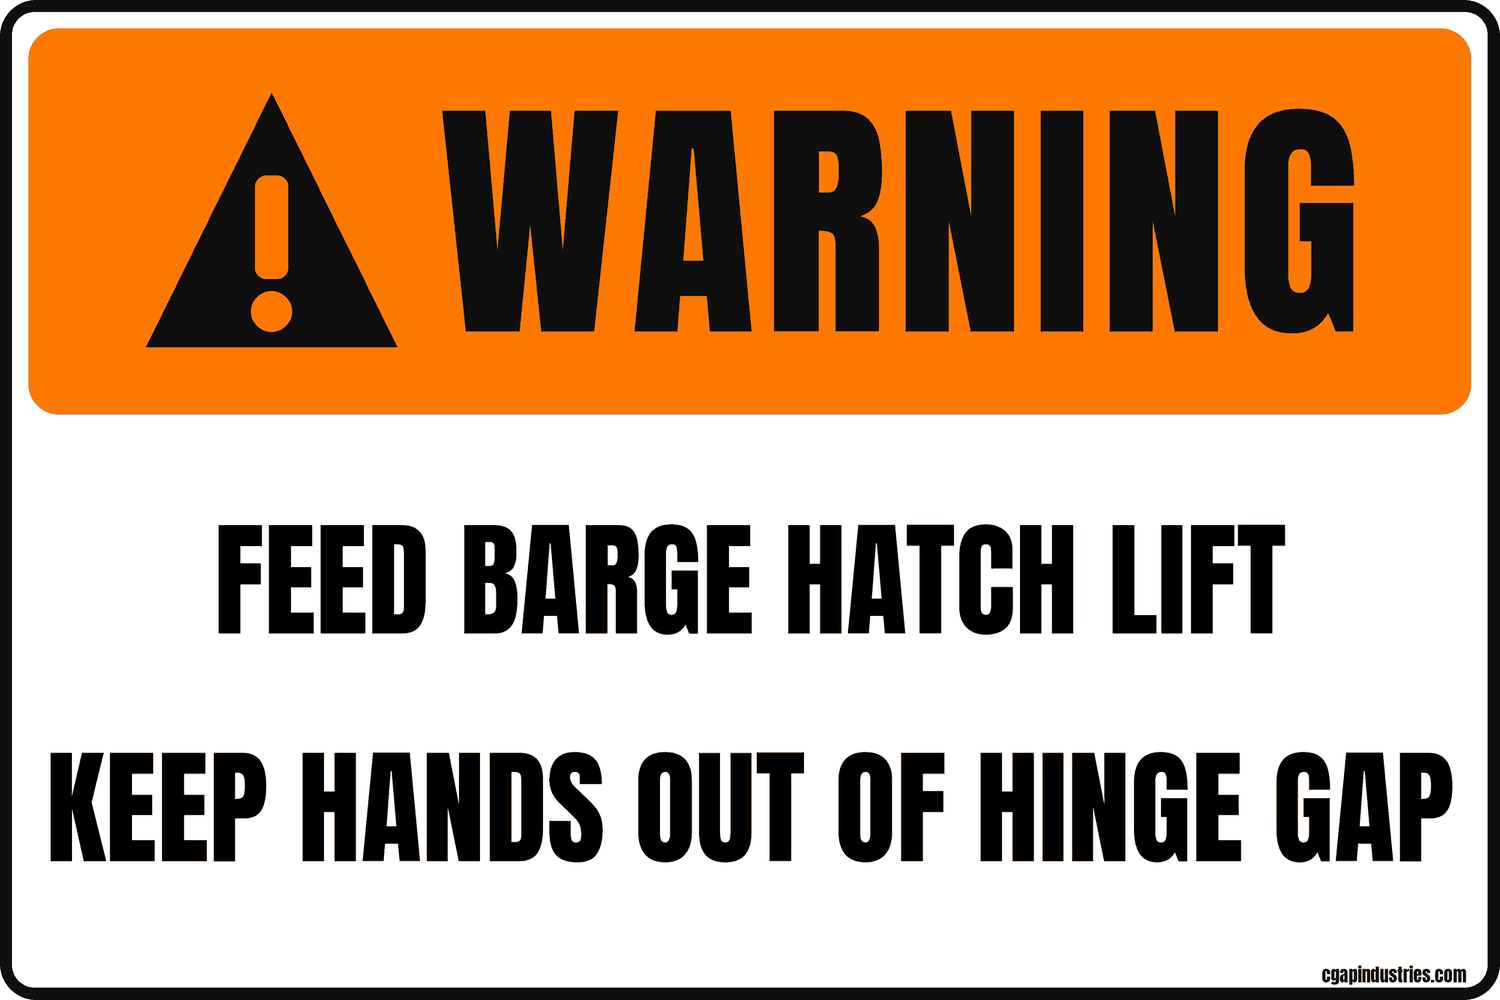 WARNING
FEED BARGE HATCH LIFT
KEEP HANDS OUT OF HINGE GAP
cgapindustries.com